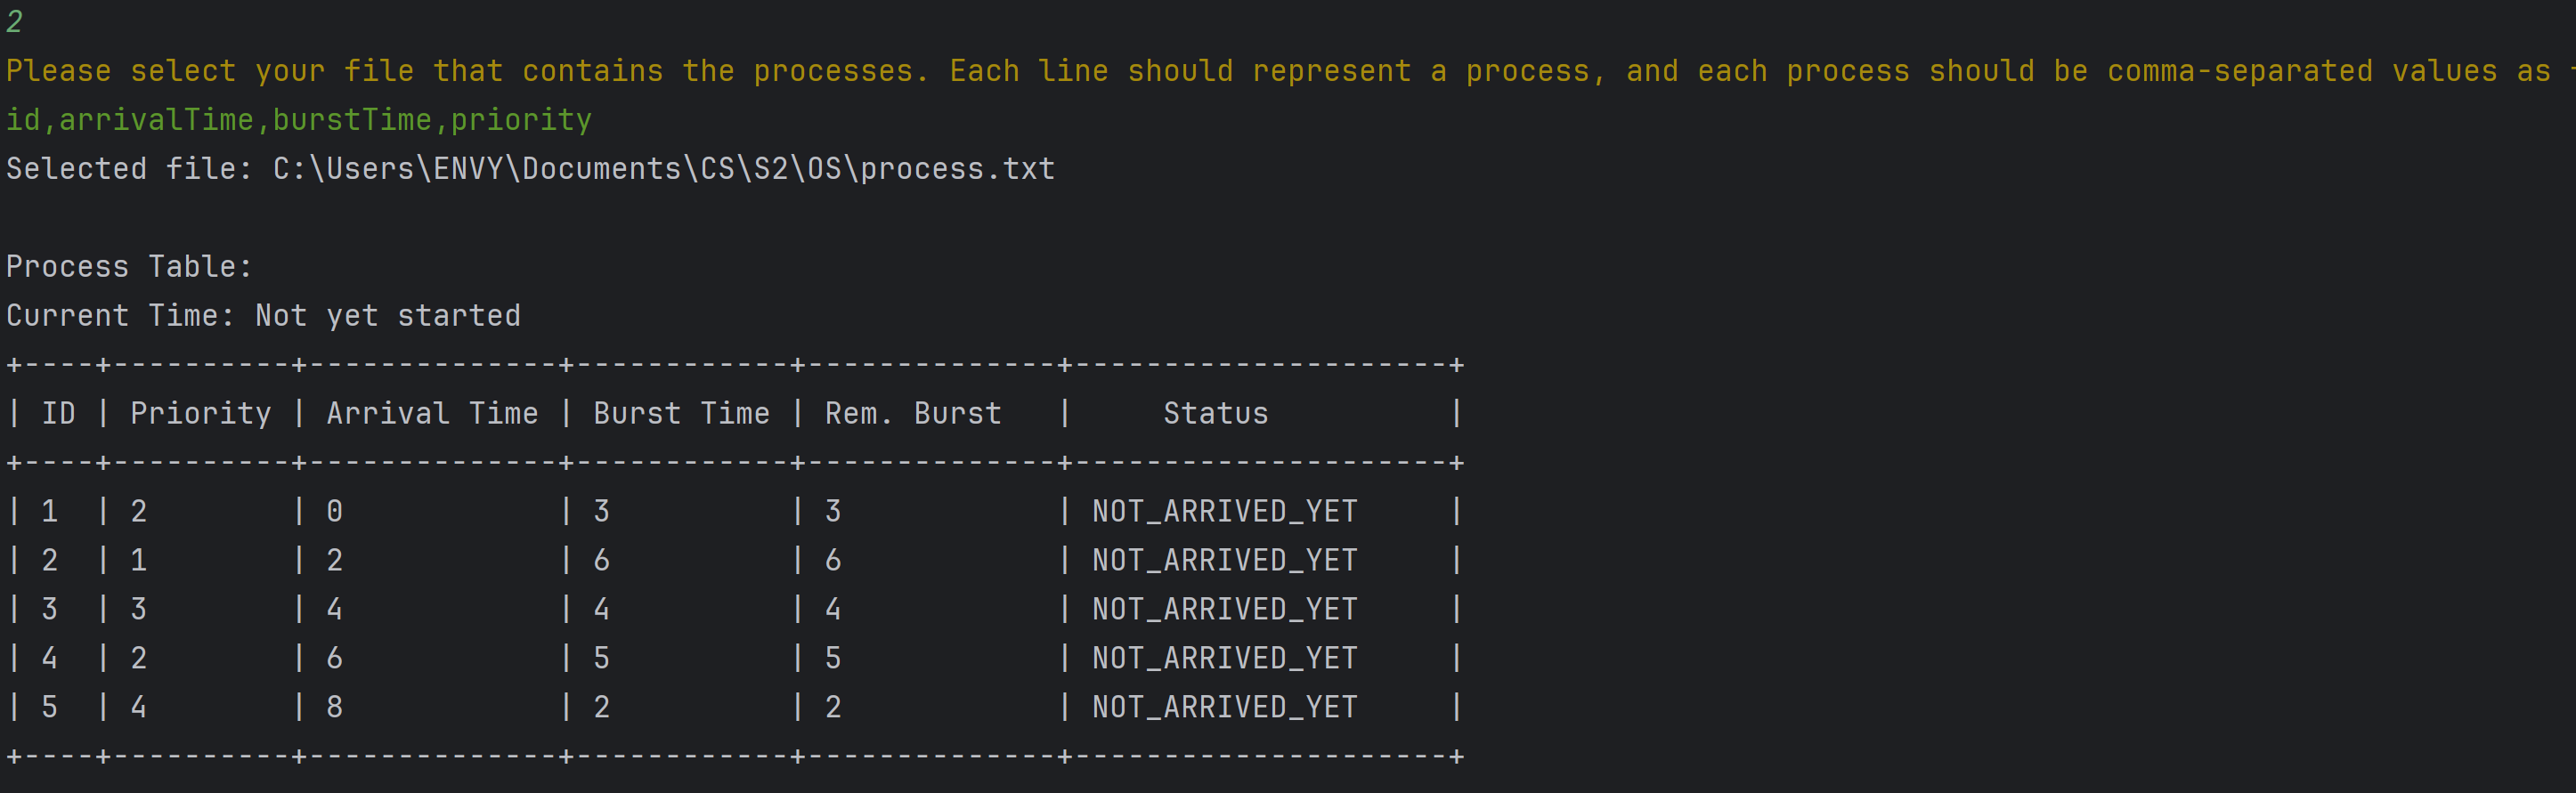 2
Please select your file that contains the processes. Each line should represent a process, and each process should be comma-separated values as
id,arrivalTime,burstTime,priority
Selected file: C:\Users\ENVY\Documents\CS\S2\OS\process.txt
Process Table:
Current Time: Not yet started
+----+----------+--------------+------------+--------------+---------------------+
| ID | Priority | Arrival Time | Burst Time | Rem. Burst   |     Status          |
+----+----------+--------------+------------+--------------+---------------------+
| 1  | 2        | 0            | 3          | 3            | NOT_ARRIVED_YET     |
| 2  | 1        | 2            | 6          | 6            | NOT_ARRIVED_YET     |
| 3  | 3        | 4            | 4          | 4            | NOT_ARRIVED_YET     |
| 4  | 2        | 6            | 5          | 5            | NOT_ARRIVED_YET     |
| 5  | 4        | 8            | 2          | 2            | NOT_ARRIVED_YET     |
+----+----------+--------------+------------+--------------+---------------------+